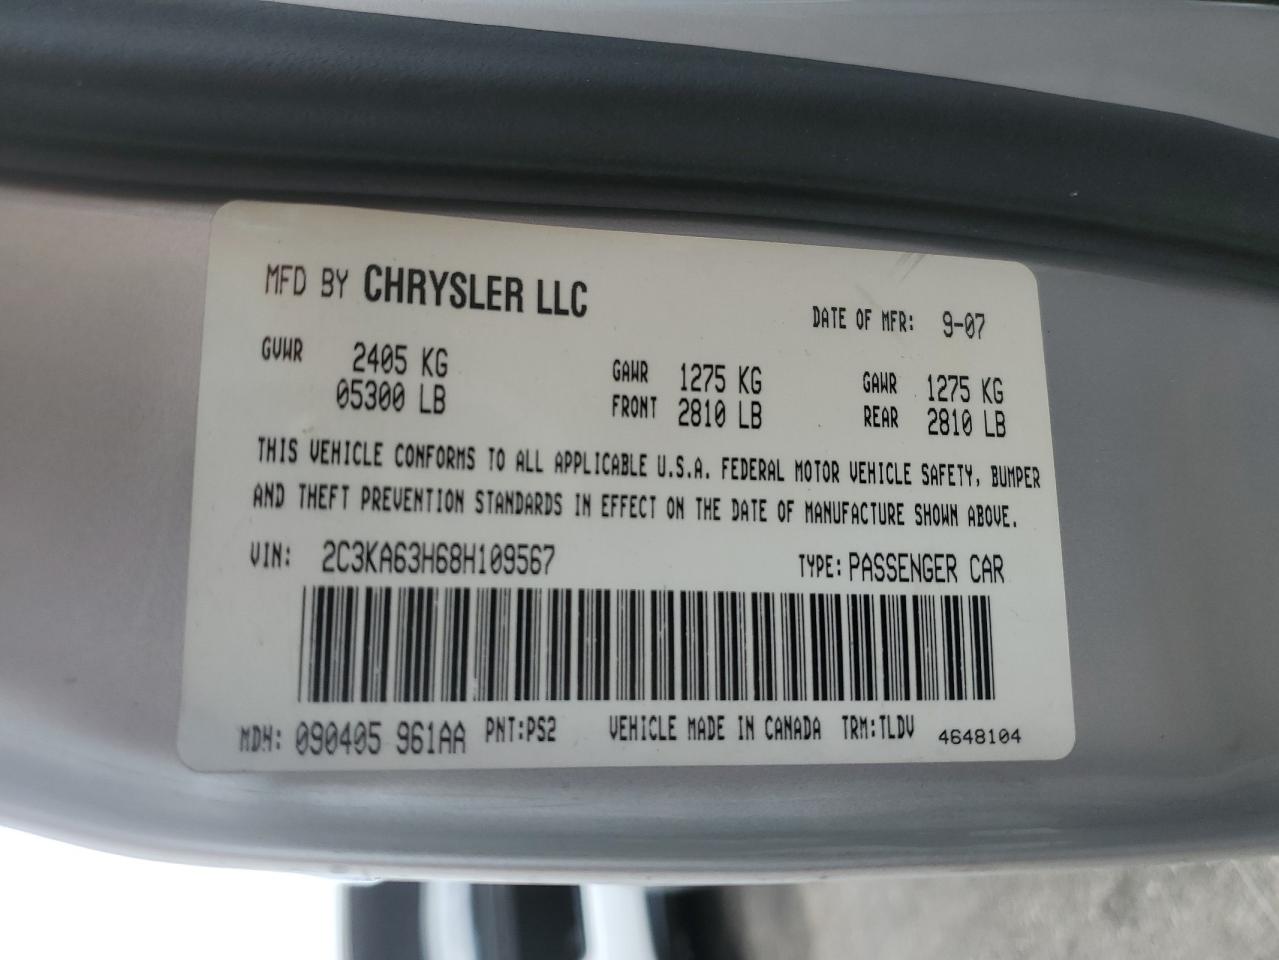 MFD BY CHRYSLER LLC DATE OF MFR: 9-07
GVWR 2405 KG GAWR 1275 KG GAWR 1275 KG
05300 LB FRONT 2810 LB REAR 2810 LB
THIS VEHICLE CONFORMS TO ALL APPLICABLE U.S.A. FEDERAL MOTOR VEHICLE SAFETY, BUMPER
AND THEFT PREVENTION STANDARDS IN EFFECT ON THE DATE OF MANUFACTURE SHOWN ABOVE.
VIN: 2C3KA63H68H109567 TYPE: PASSENGER CAR
MDH: 090405 961AA PNT:PS2 VEHICLE MADE IN CANADA TRM:TLDV 4648104